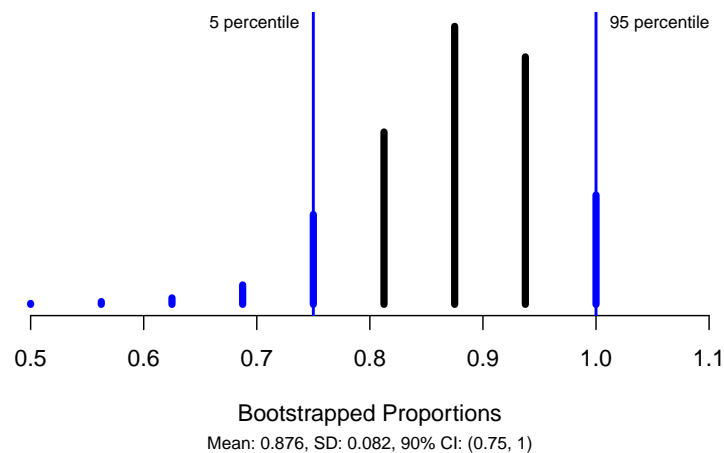 5 percentile
95 percentile
0.5 0.6 0.7 0.8 0.9 1.0 1.1
Bootstrapped Proportions
Mean: 0.876, SD: 0.082, 90% CI: (0.75, 1)